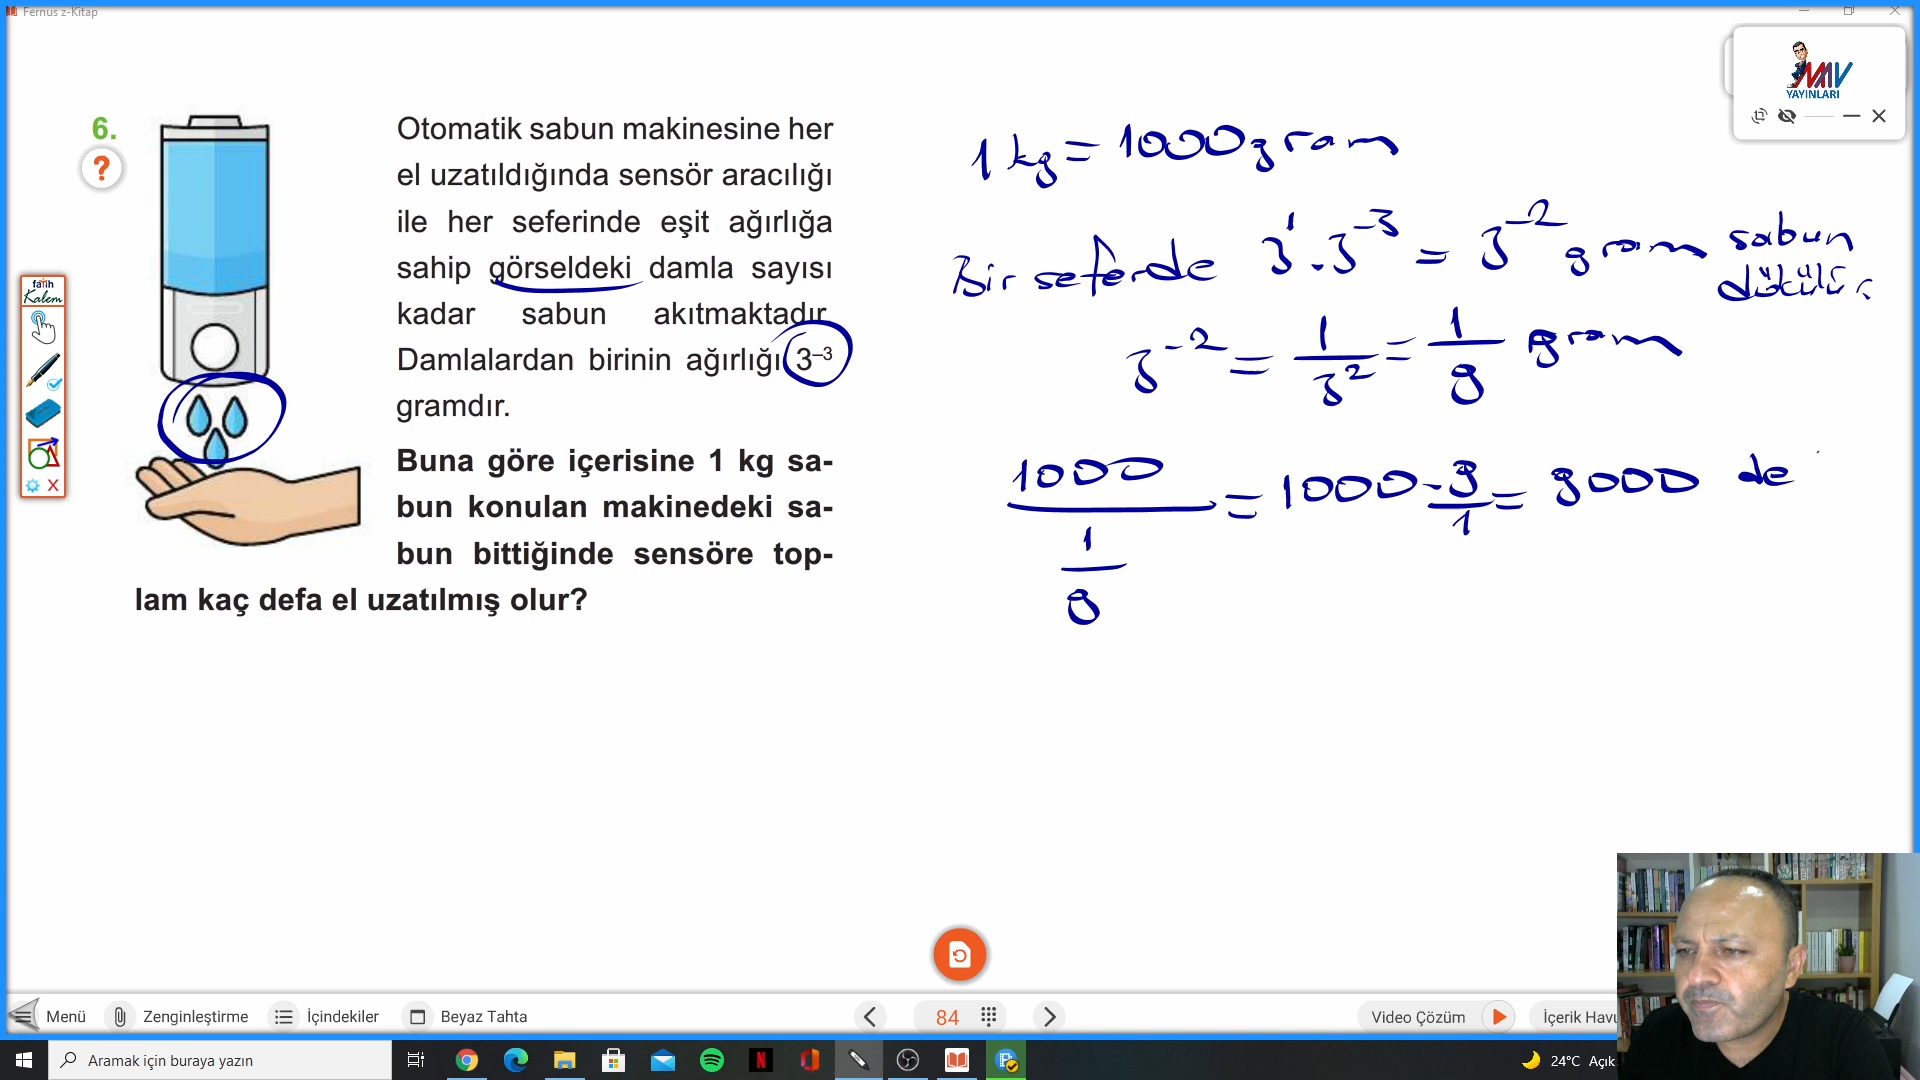 Fernus z-Kitap
MAV
YAYINLARI
6.
?
Otomatik sabun makinesine her
el uzatıldığında sensör aracılığı
ile her seferinde eşit ağırlığa
sahip görseldeki damla sayısı
kadar sabun akıtmaktadır.
Damlalardan birinin ağırlığı 3⁻³
gramdır.
Buna göre içerisine 1 kg sa-
bun konulan makinedeki sa-
bun bittiğinde sensöre top-
lam kaç defa el uzatılmış olur?
1 kg = 1000 gram
Bir seferde 3¹ · 3⁻³ = 3⁻² gram sabun
dökülür
3⁻² = 1/3² = 1/9 gram
1000/(1/9) = 1000 · 9/1 = 9000 de
fatih
Kalem
Menü
Zenginleştirme
İçindekiler
Beyaz Tahta
84
Video Çözüm
İçerik Havu
Aramak için buraya yazın
24°C Açık